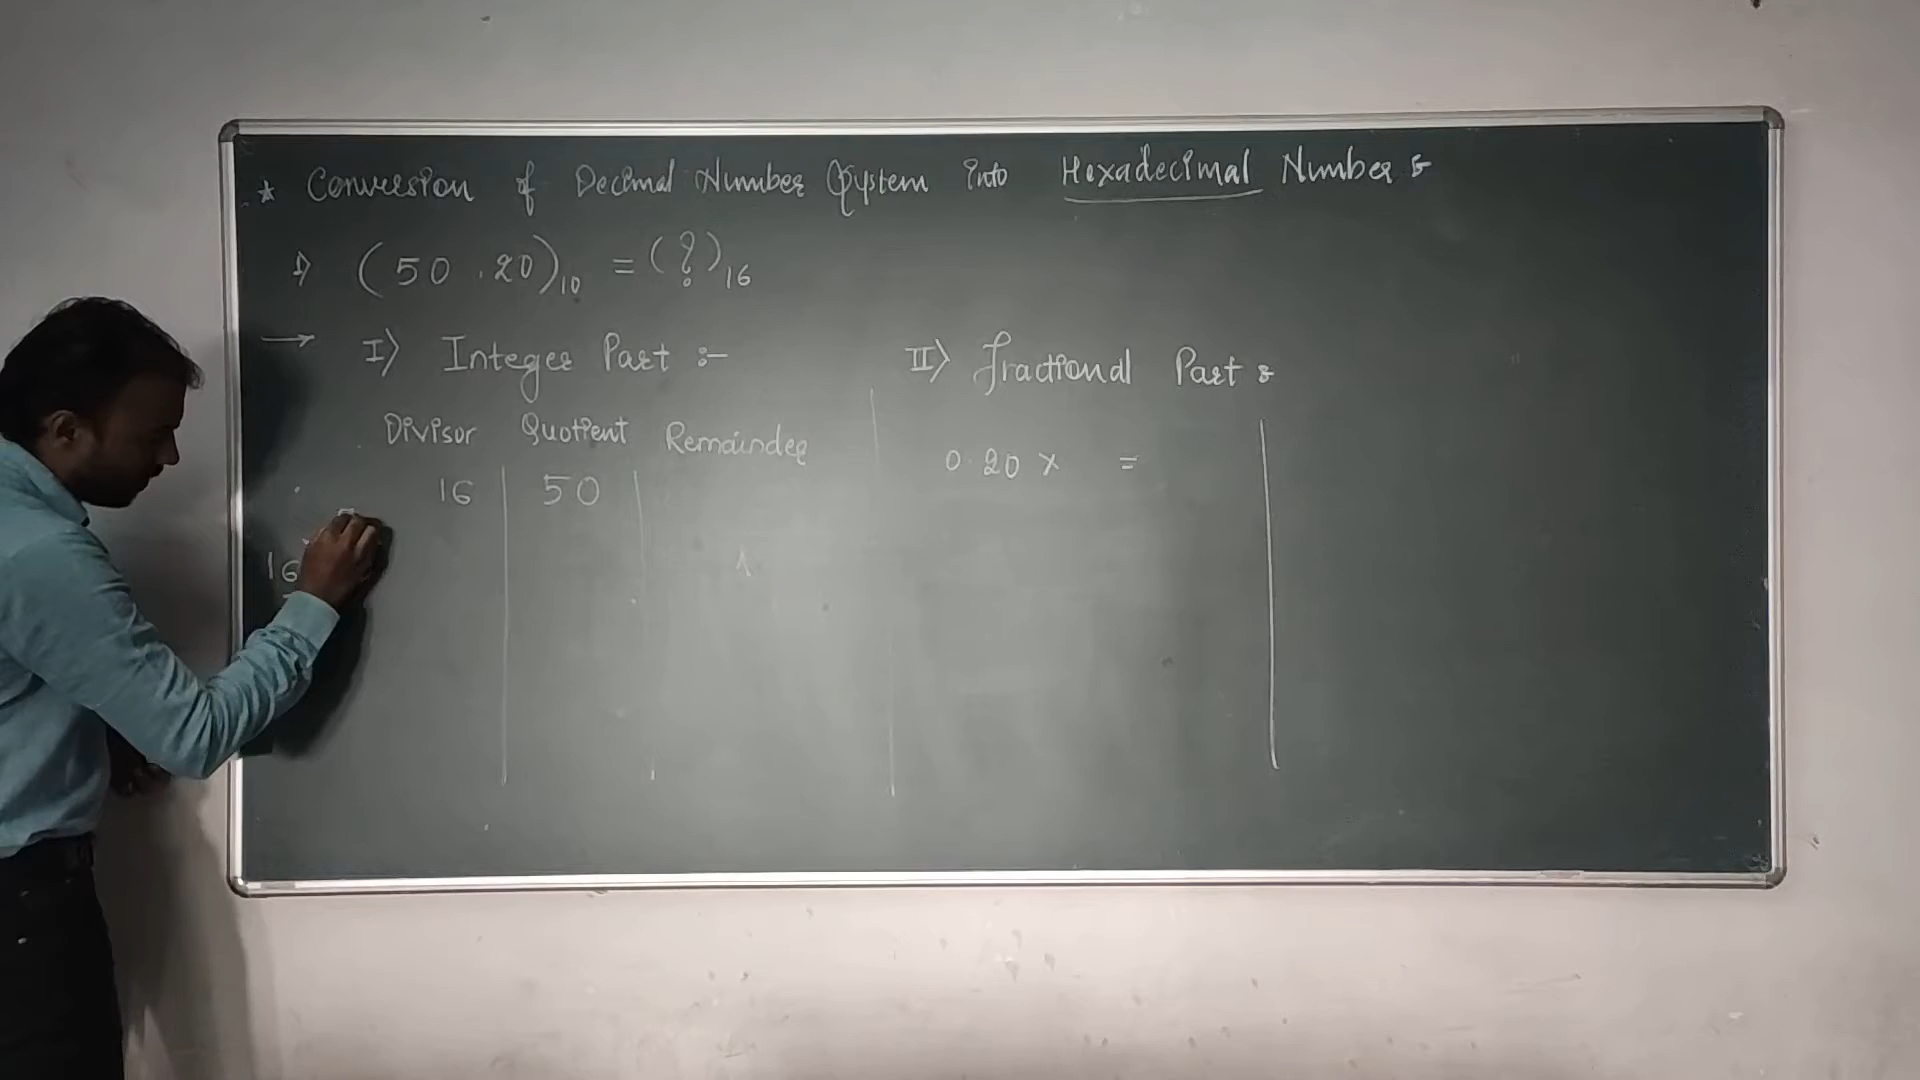 * Conversion of Decimal Number System into Hexadecimal Number :-
1) (50 .20)10 = (?)16
→ I) Integer Part :-
Divisor Quotient Remainder
16 50
16
II) fractional Part :-
0.20 x =